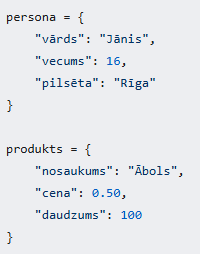 persona = {
    "vārds": "Jānis",
    "vecums": 16,
    "pilsēta": "Rīga"
}

produkts = {
    "nosaukums": "Ābols",
    "cena": 0.50,
    "daudzums": 100
}